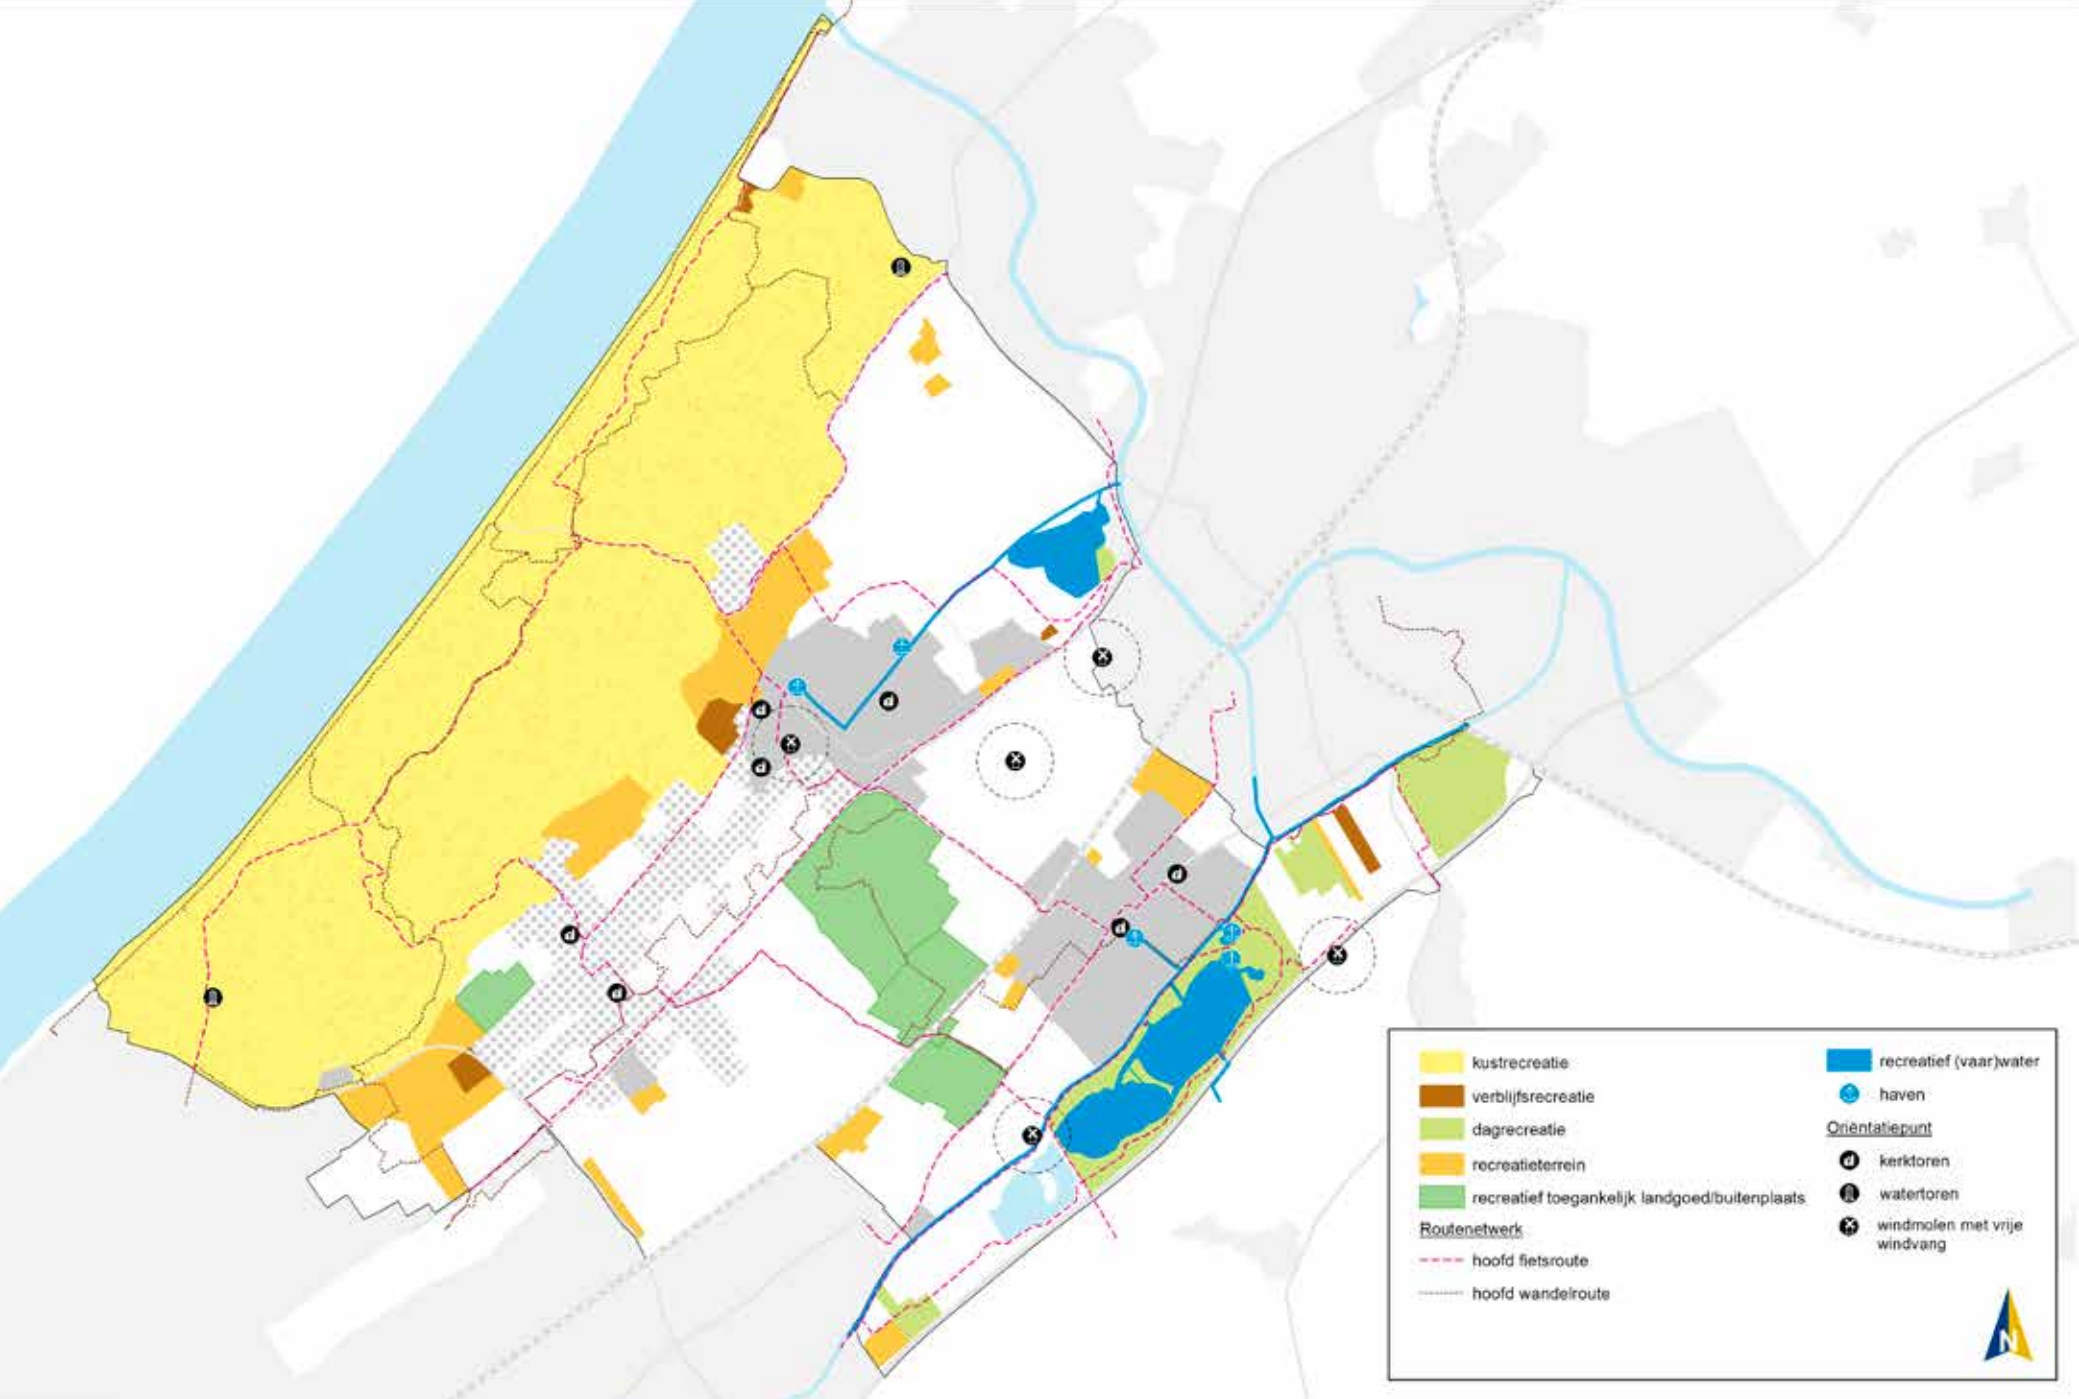 kustrecreatie
verblijfsrecreatie
dagrecreatie
recreatieterrein
recreatief toegankelijk landgoed/buitenplaats
Routenetwerk
hoofd fietsroute
hoofd wandelroute
recreatief (vaar)water
haven
Oriëntatiepunt
kerktoren
watertoren
windmolen met vrije
windvang
N